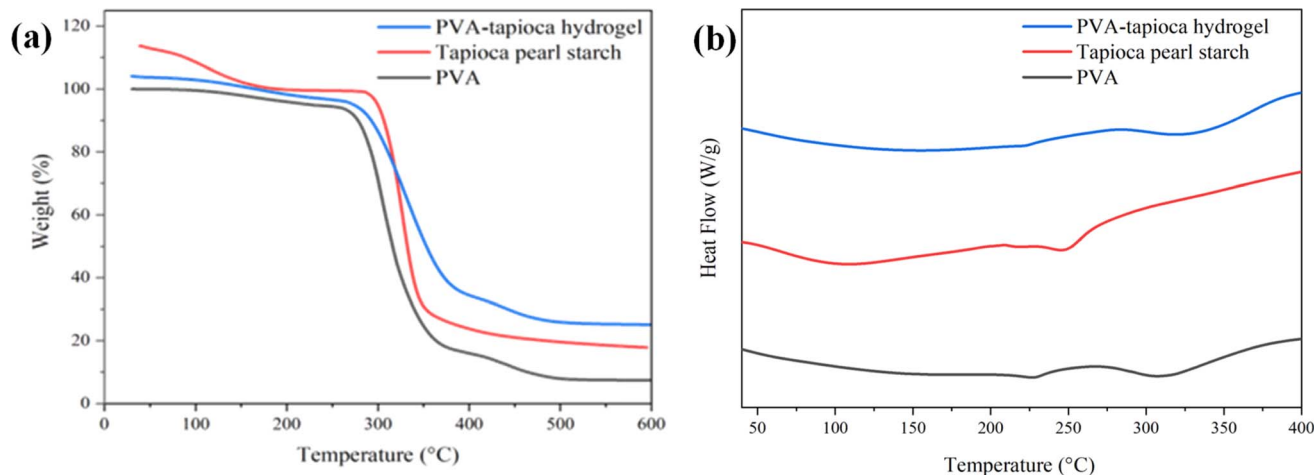 (a)
PVA-tapioca hydrogel
Tapioca pearl starch
PVA
Weight (%)
120
100
80
60
40
20
0
0 100 200 300 400 500 600
Temperature (°C)
(b)
PVA-tapioca hydrogel
Tapioca pearl starch
PVA
Heat Flow (W/g)
50 100 150 200 250 300 350 400
Temperature (°C)